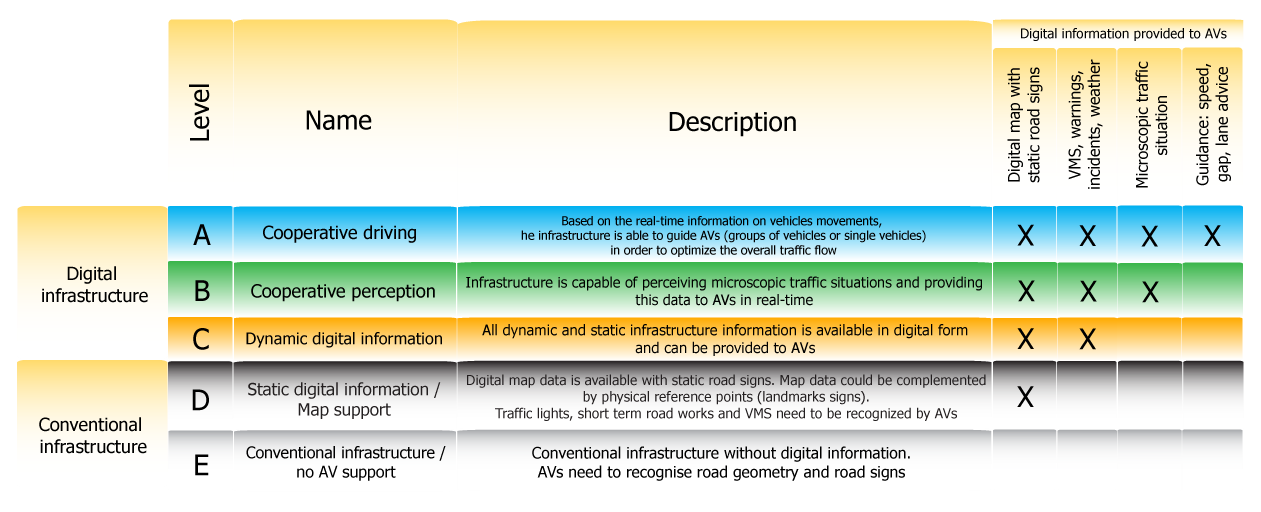 Digital information provided to AVs
Level
Name
Description
Digital map with
static road signs
VMS, warnings,
incidents, weather
Microscopic traffic
situation
Guidance: speed,
gap, lane advice
Digital
infrastructure
A
Cooperative driving
Based on the real-time information on vehicles movements,
he infrastructure is able to guide AVs (groups of vehicles or single vehicles)
in order to optimize the overall traffic flow
X X X X
B
Cooperative perception
Infrastructure is capable of perceiving microscopic traffic situations and providing
this data to AVs in real-time
X X X
C
Dynamic digital information
All dynamic and static infrastructure information is available in digital form
and can be provided to AVs
X X
Conventional
infrastructure
D
Static digital information /
Map support
Digital map data is available with static road signs. Map data could be complemented
by physical reference points (landmarks signs).
Traffic lights, short term road works and VMS need to be recognized by AVs
X
E
Conventional infrastructure /
no AV support
Conventional infrastructure without digital information.
AVs need to recognise road geometry and road signs